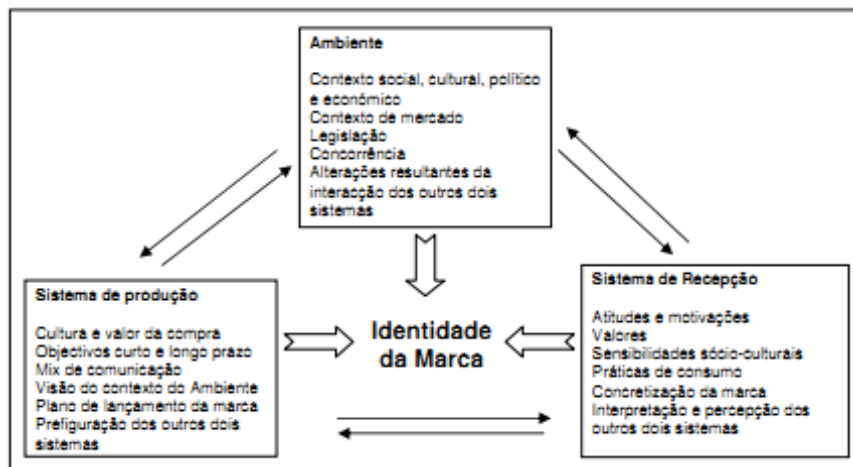 Ambiente
Contexto social, cultural, político
e económico
Contexto de mercado
Legislação
Concorrência
Alterações resultantes da
interacção dos outros dois
sistemas
Sistema de produção
Cultura e valor da compra
Objectivos curto e longo prazo
Mix de comunicação
Visão do contexto do Ambiente
Plano de lançamento da marca
Prefiguração dos outros dois
sistemas
Identidade
da Marca
Sistema de Recepção
Atitudes e motivações
Valores
Sensibilidades sócio-culturais
Práticas de consumo
Concretização da marca
Interpretação e percepção dos
outros dois sistemas